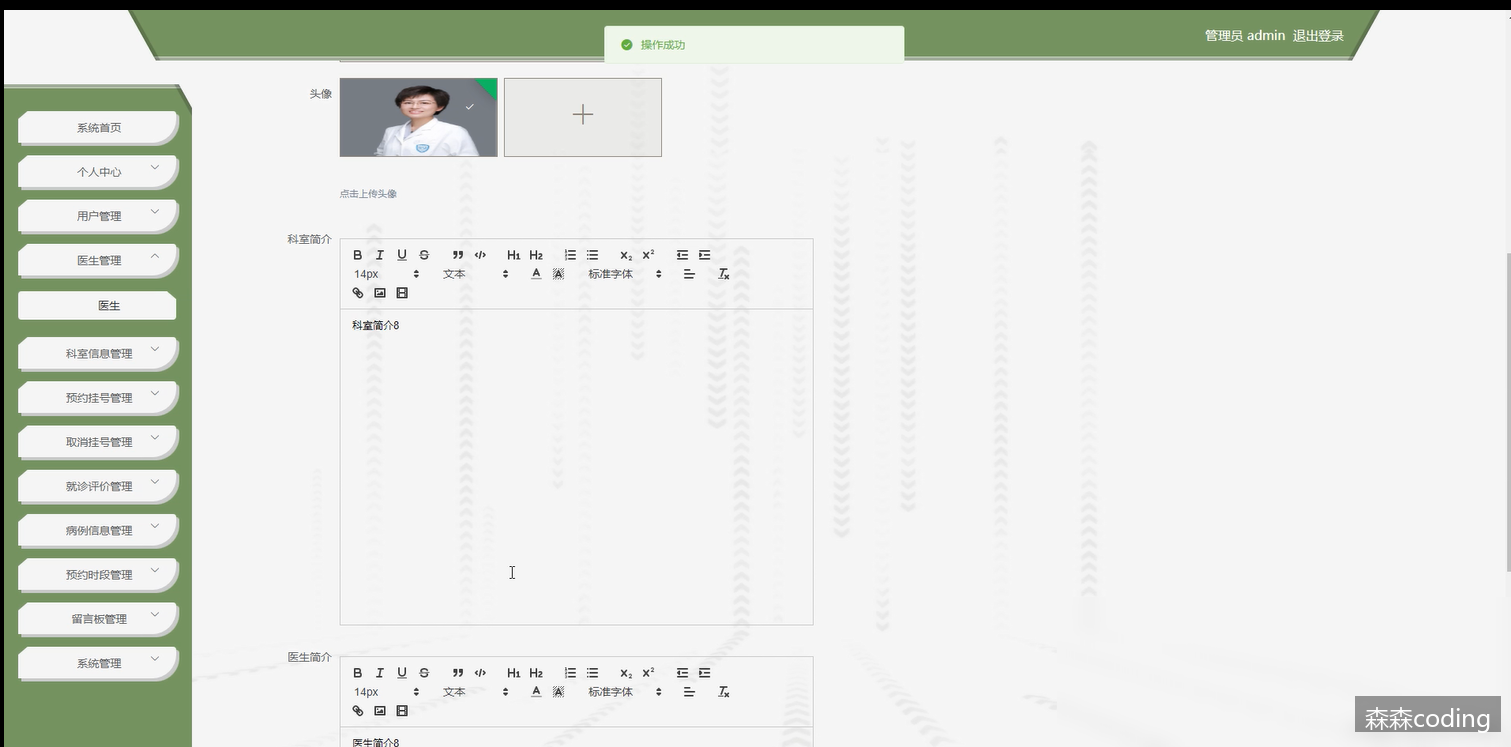 操作成功
管理员 admin 退出登录
系统首页
个人中心
用户管理
医生管理
医生
科室信息管理
预约挂号管理
取消挂号管理
就诊评价管理
病例信息管理
预约时段管理
留言板管理
系统管理
头像
点击上传头像
科室简介
B I U S ” </> H1 H2 X₂ X²
14px 文本 A A 标准字体 Tx
科室简介8
医生简介
B I U S ” </> H1 H2 X₂ X²
14px 文本 A A 标准字体 Tx
医生简介8
森森coding